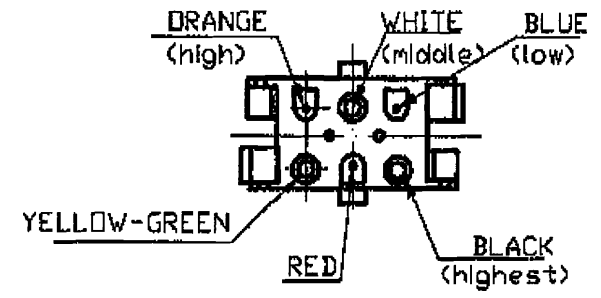 ORANGE
(high)
WHITE
(middle)
BLUE
(low)
YELLOW-GREEN
RED
BLACK
(highest)